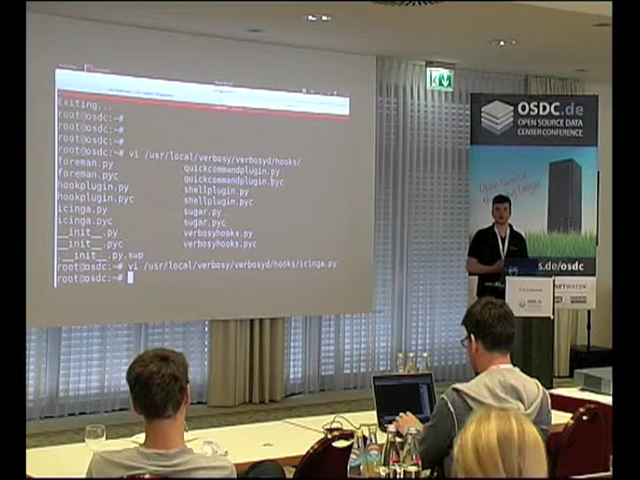 Exiting...
root@osdc:~#
root@osdc:~#
root@osdc:~#
root@osdc:~# vi /usr/local/verbosy/verbosyd/hooks/
foreman.py quickcommandplugin.py
foreman.pyc quickcommandplugin.pyc
hookplugin.py shellplugin.py
hookplugin.pyc shellplugin.pyc
icinga.py sugar.py
icinga.pyc sugar.pyc
__init__.py verbosyhooks.py
__init__.pyc verbosyhooks.pyc
.__init__.py.swp
root@osdc:~# vi /usr/local/verbosy/verbosyd/hooks/icinga.py
root@osdc:~#
OSDC.de
OPEN SOURCE DATA
CENTER CONFERENCE
s.de/osdc